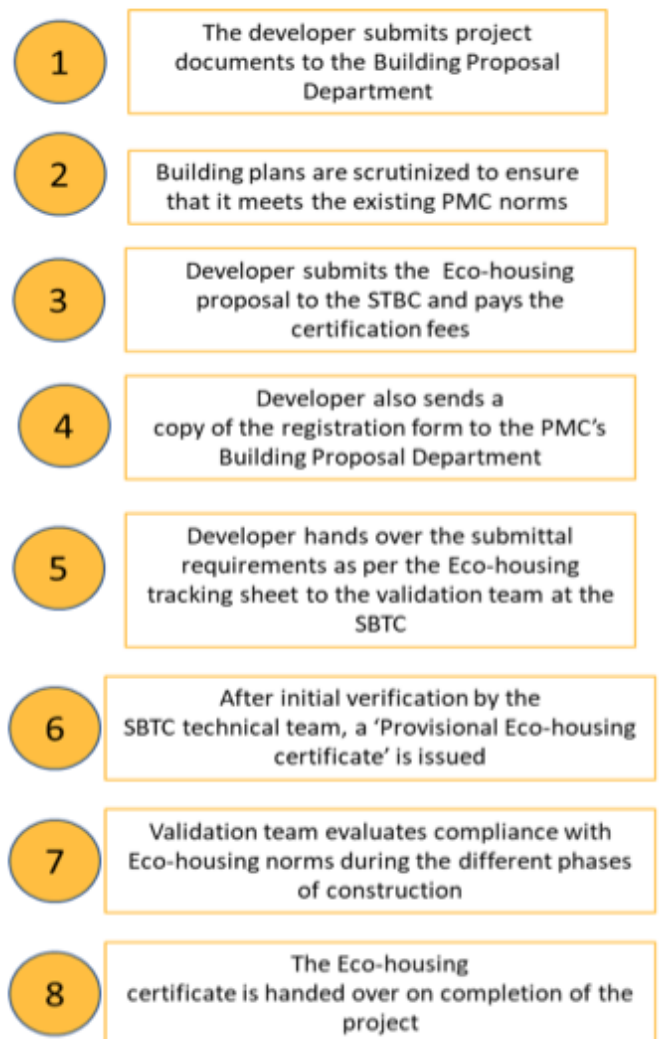 1
The developer submits project
documents to the Building Proposal
Department
2
Building plans are scrutinized to ensure
that it meets the existing PMC norms
3
Developer submits the Eco-housing
proposal to the STBC and pays the
certification fees
4
Developer also sends a
copy of the registration form to the PMC's
Building Proposal Department
5
Developer hands over the submittal
requirements as per the Eco-housing
tracking sheet to the validation team at the
SBTC
6
After initial verification by the
SBTC technical team, a ‘Provisional Eco-housing
certificate’ is issued
7
Validation team evaluates compliance with
Eco-housing norms during the different phases
of construction
8
The Eco-housing
certificate is handed over on completion of the
project